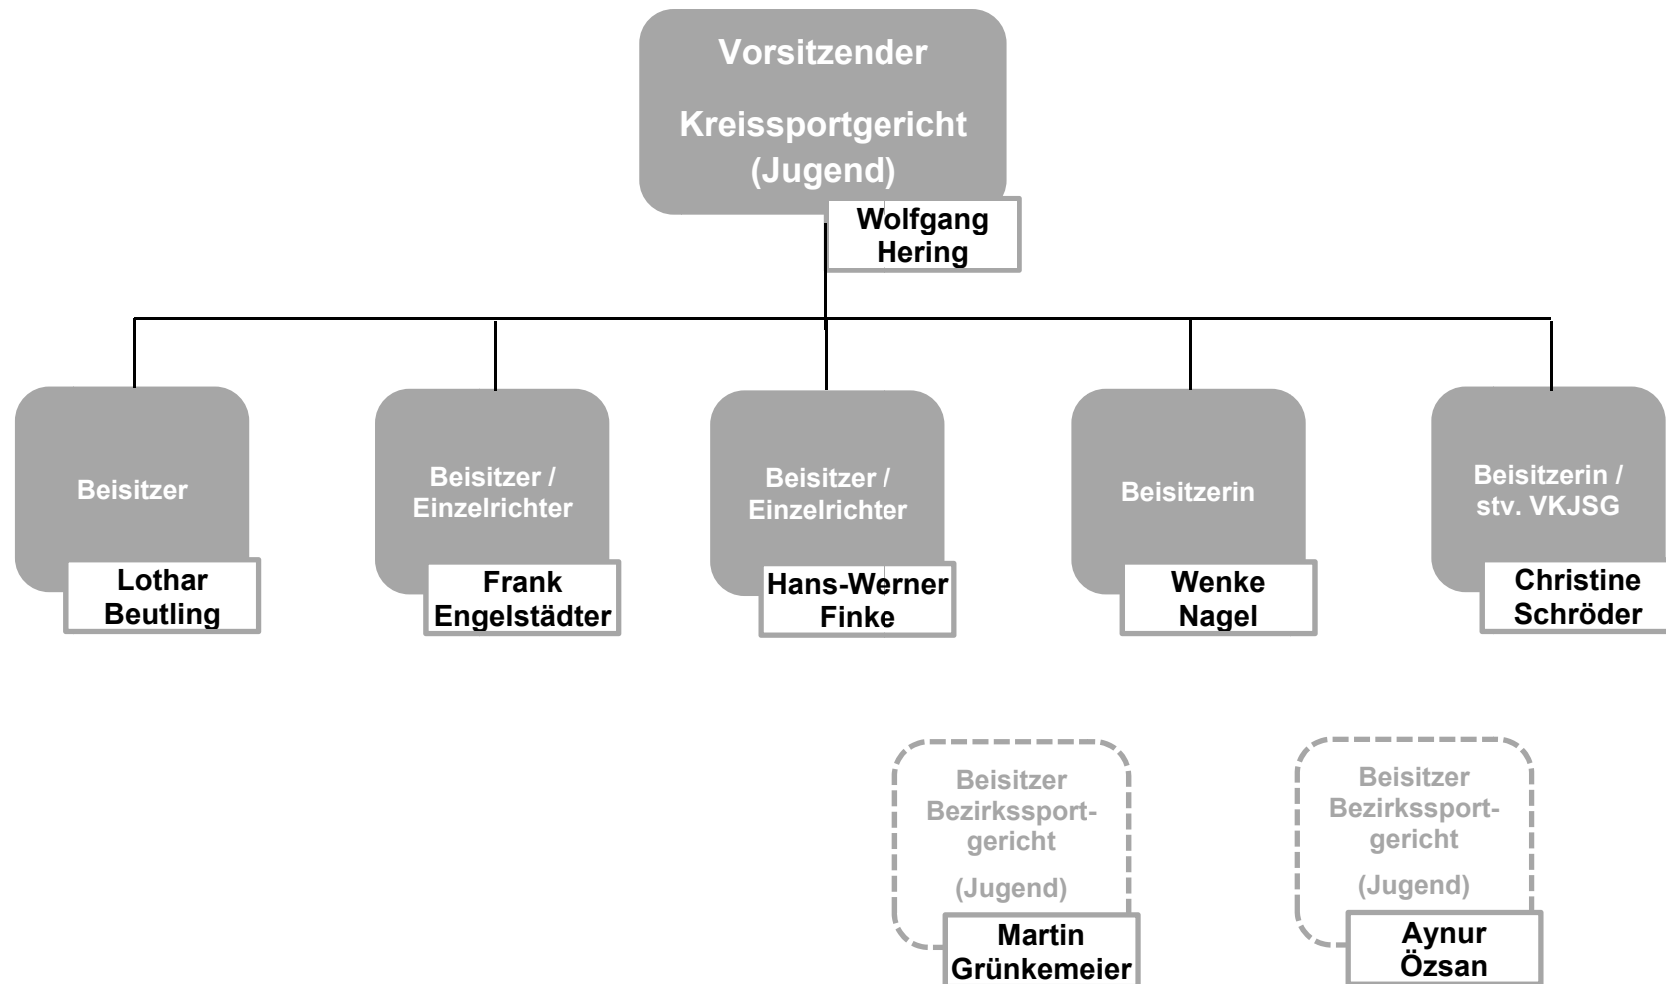 Vorsitzender
Kreissportgericht
(Jugend)
Wolfgang
Hering
Beisitzer
Lothar
Beutling
Beisitzer /
Einzelrichter
Frank
Engelstädter
Beisitzer /
Einzelrichter
Hans-Werner
Finke
Beisitzerin
Wenke
Nagel
Beisitzerin /
stv. VKJSG
Christine
Schröder
Beisitzer
Bezirkssport-
gericht
(Jugend)
Martin
Grünkemeier
Beisitzer
Bezirkssport-
gericht
(Jugend)
Aynur
Özsan